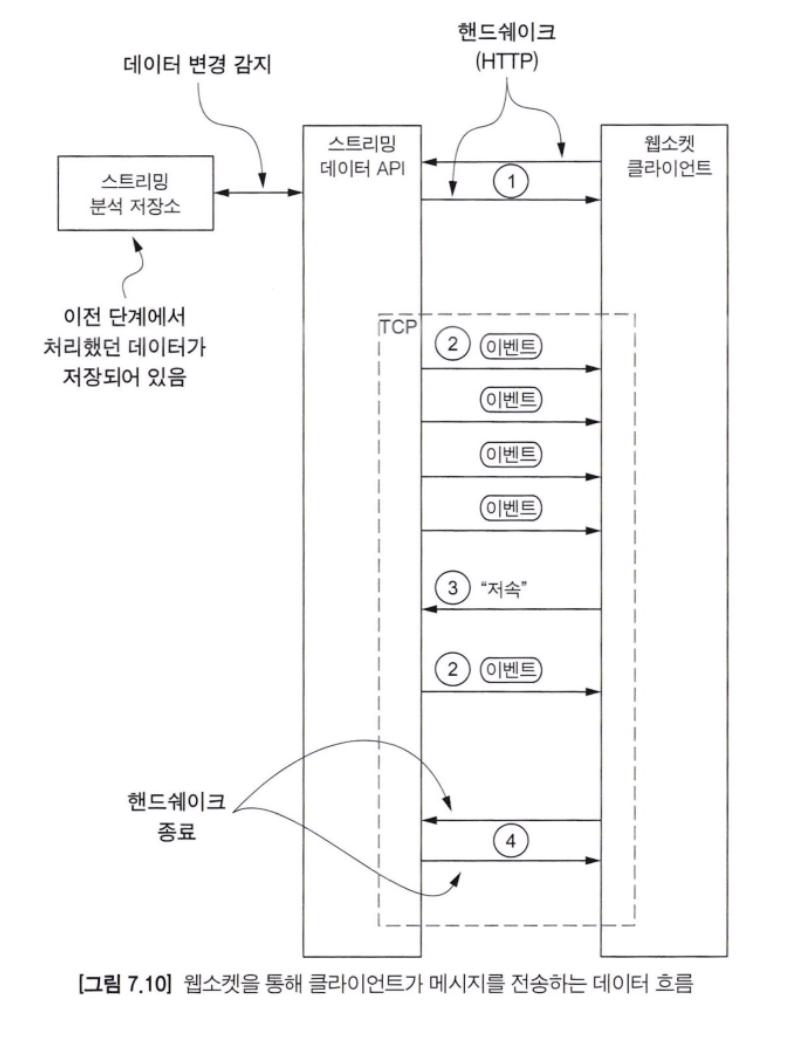 핸드쉐이크
(HTTP)
데이터 변경 감지
스트리밍
데이터 API
웹소켓
클라이언트
1
스트리밍
분석 저장소
이전 단계에서
처리했던 데이터가
저장되어 있음
TCP
2 이벤트
이벤트
이벤트
이벤트
3 “저속”
2 이벤트
핸드쉐이크
종료
4
[그림 7.10] 웹소켓을 통해 클라이언트가 메시지를 전송하는 데이터 흐름